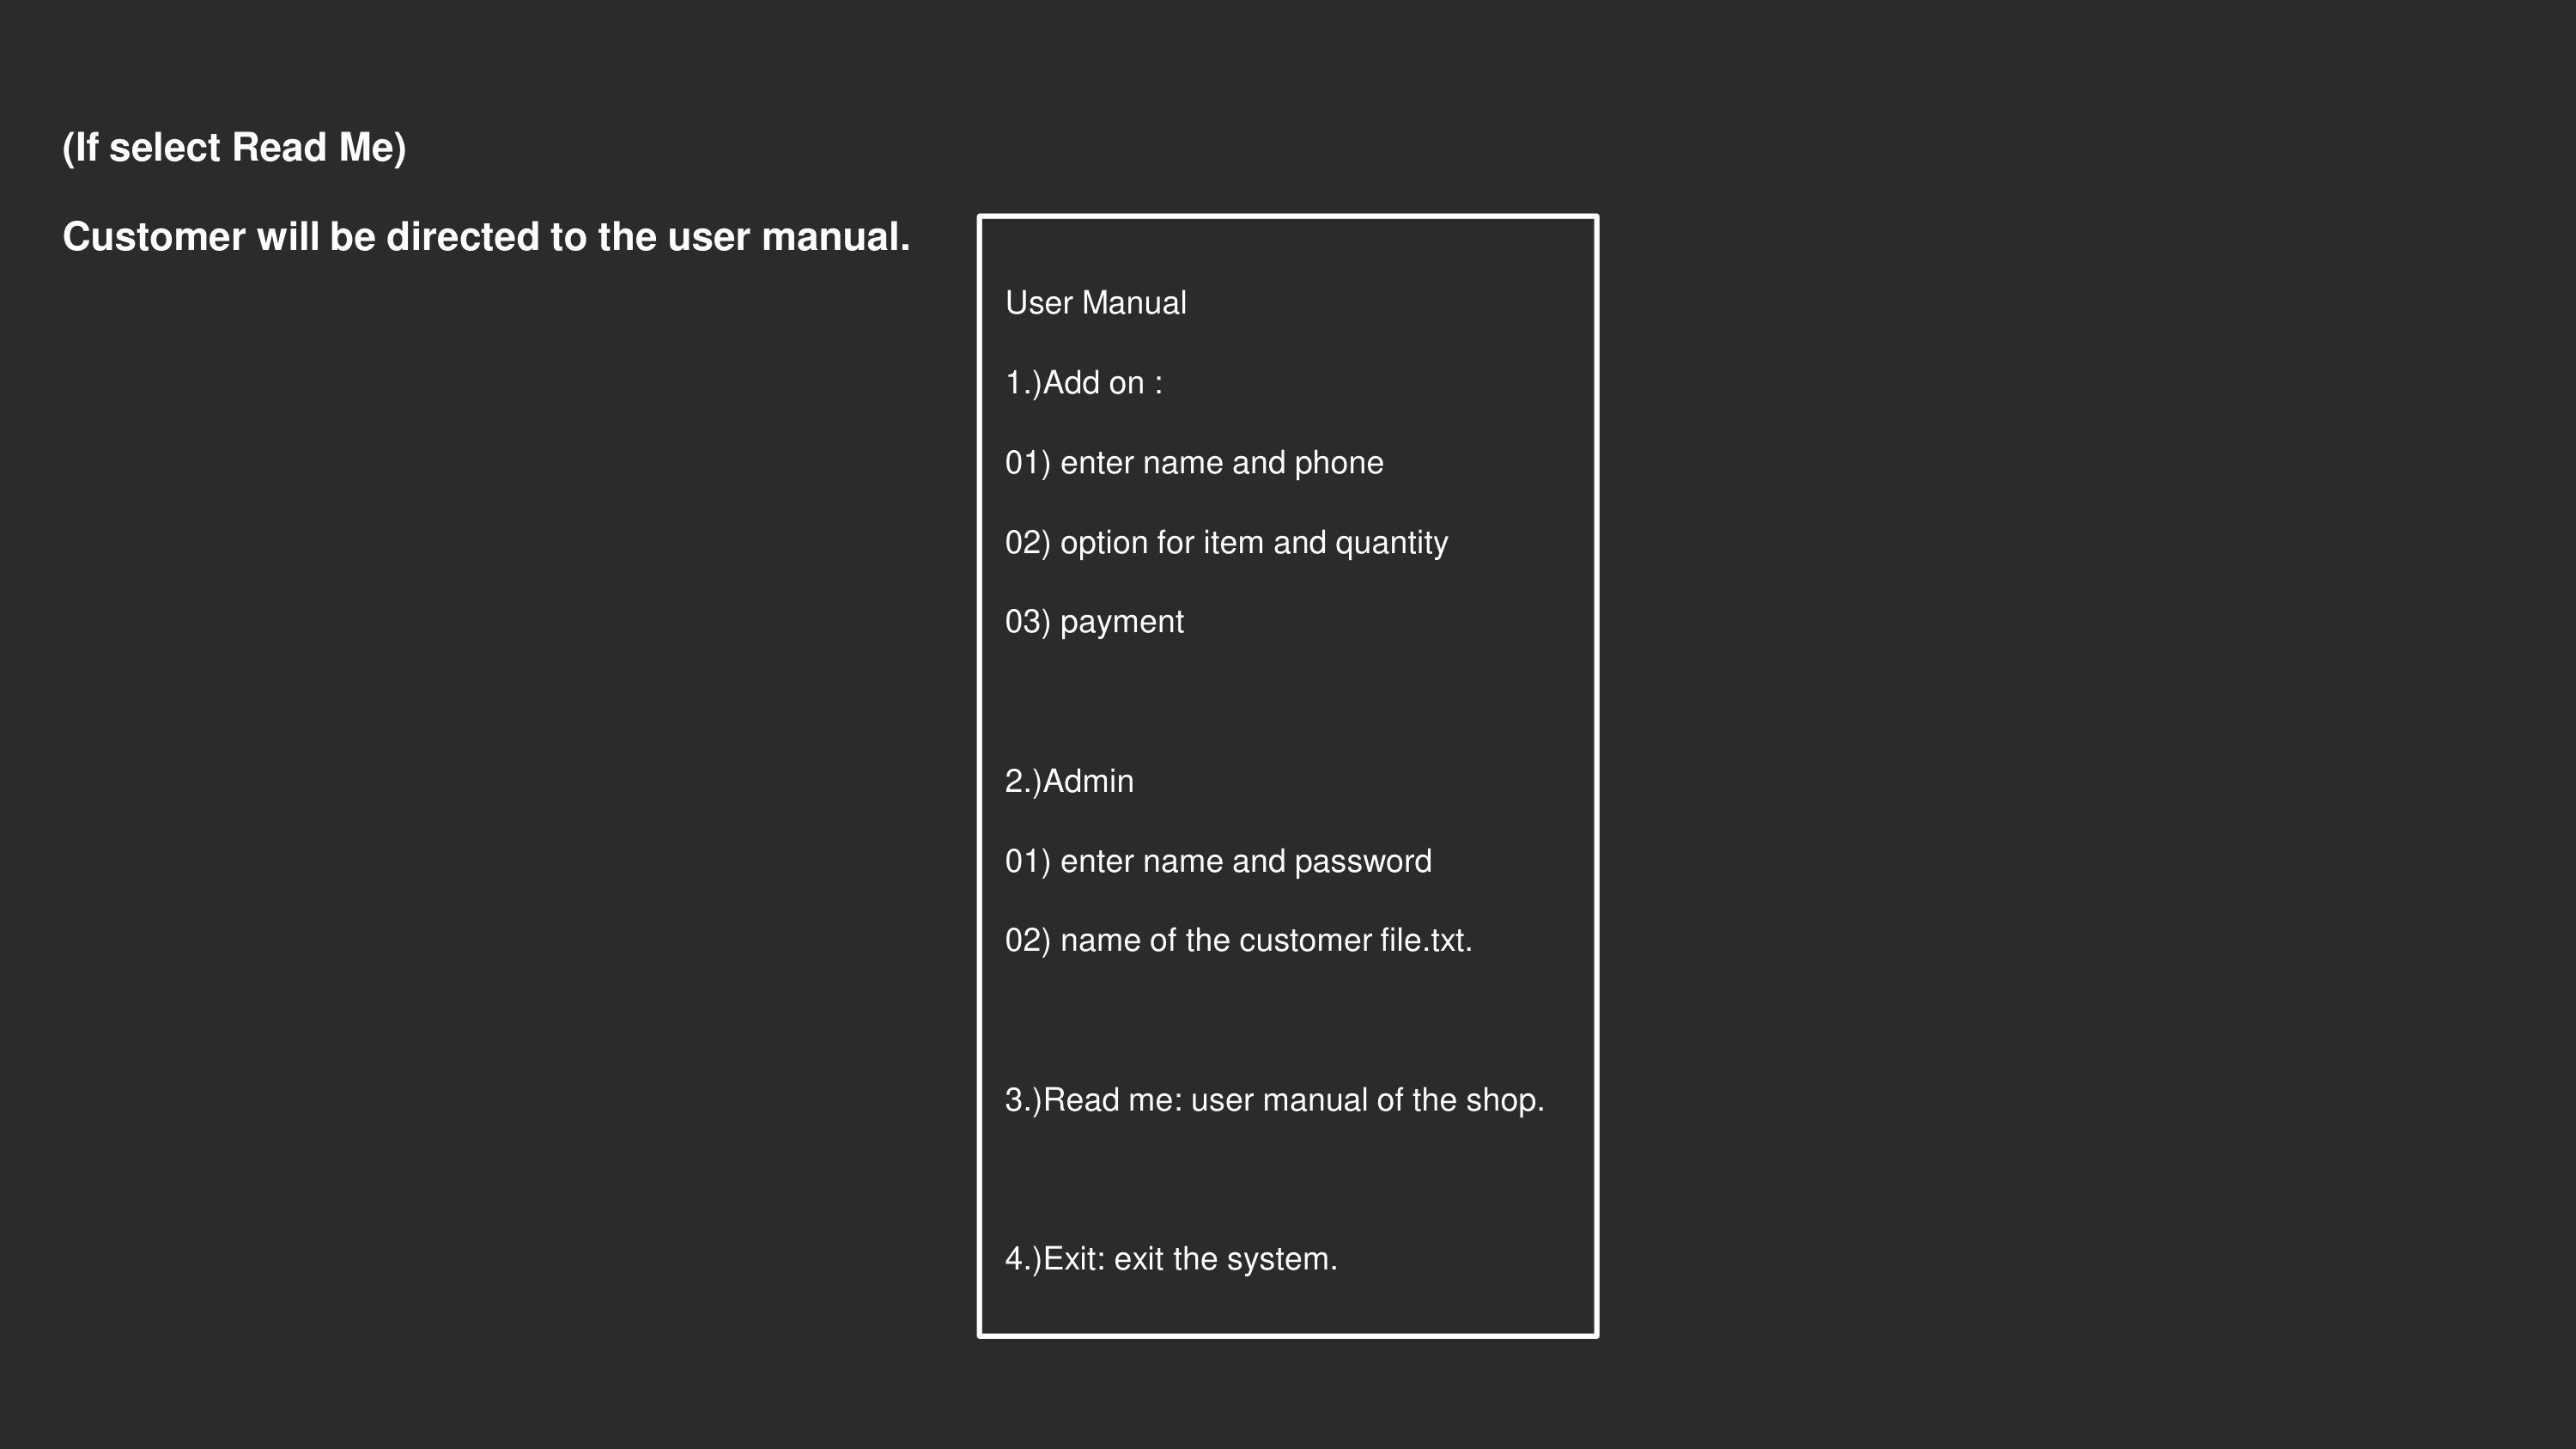 (If select Read Me)
Customer will be directed to the user manual.
User Manual
1.)Add on :
01) enter name and phone
02) option for item and quantity
03) payment
2.)Admin
01) enter name and password
02) name of the customer file.txt.
3.)Read me: user manual of the shop.
4.)Exit: exit the system.